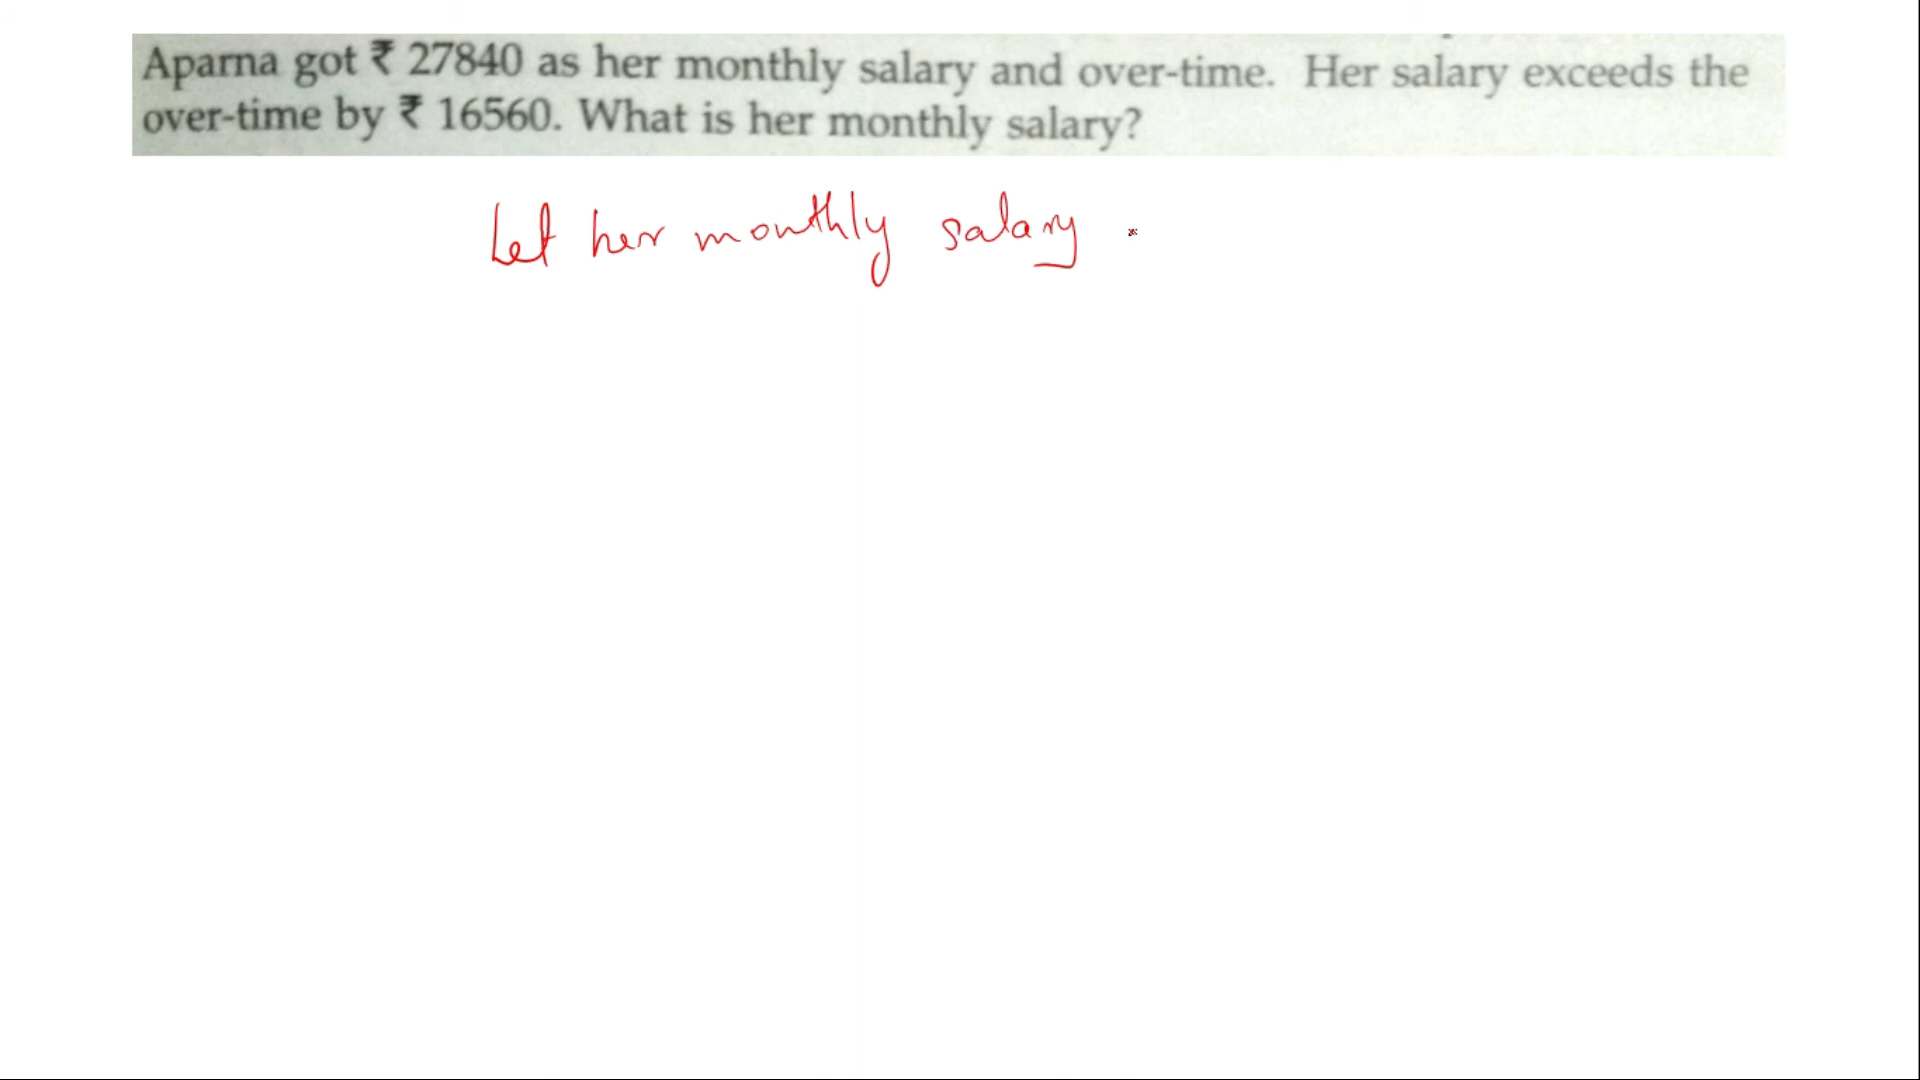 Aparna got ₹ 27840 as her monthly salary and over-time. Her salary exceeds the
over-time by ₹ 16560. What is her monthly salary?
Let her monthly salary